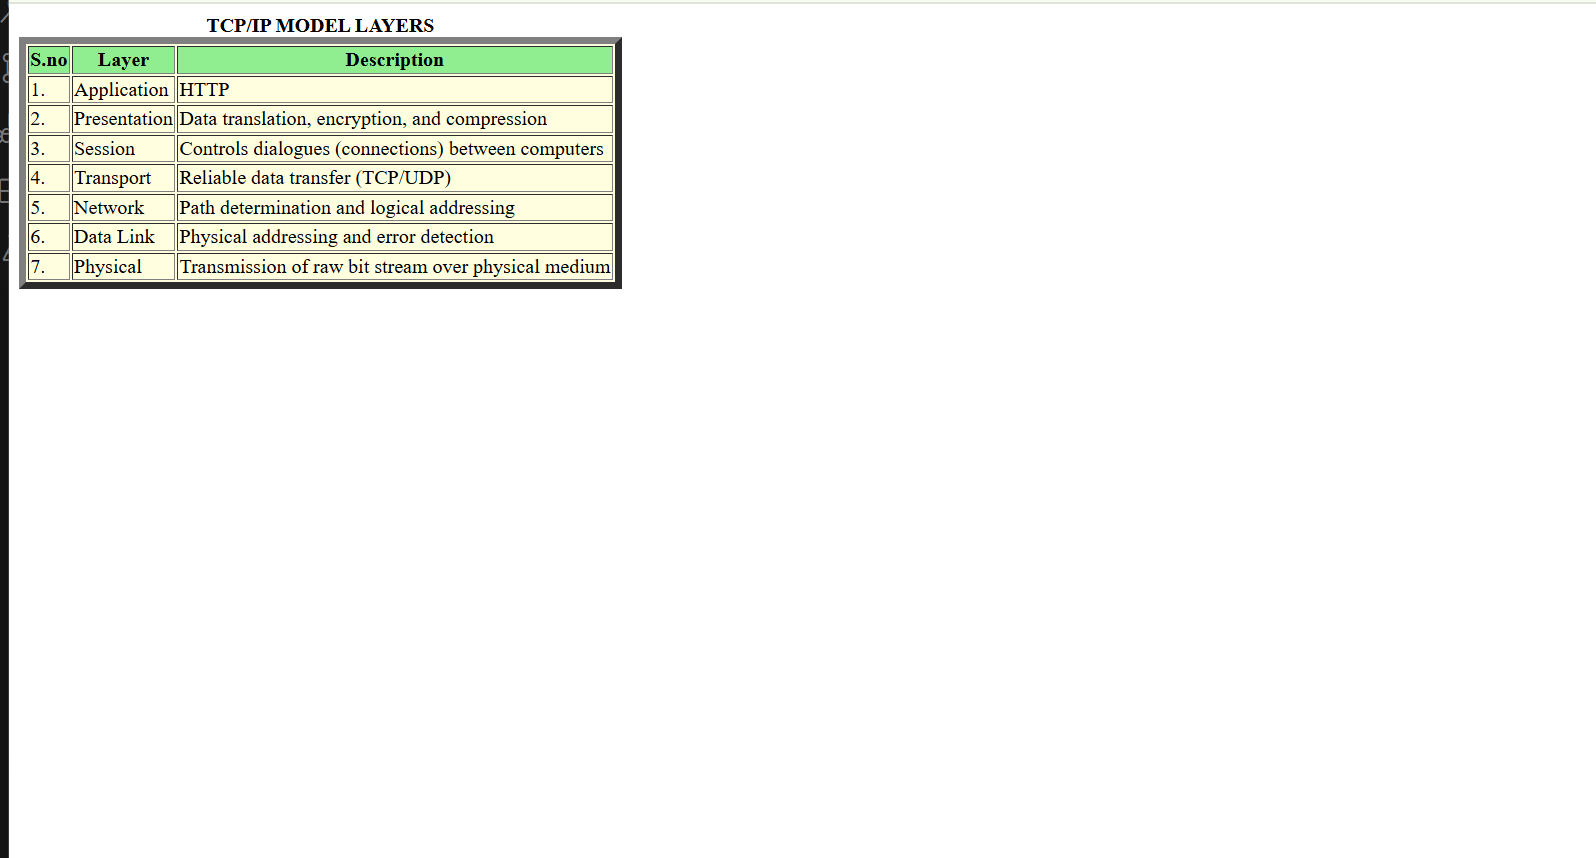 TCP/IP MODEL LAYERS
S.no Layer Description
1. Application HTTP
2. Presentation Data translation, encryption, and compression
3. Session Controls dialogues (connections) between computers
4. Transport Reliable data transfer (TCP/UDP)
5. Network Path determination and logical addressing
6. Data Link Physical addressing and error detection
7. Physical Transmission of raw bit stream over physical medium